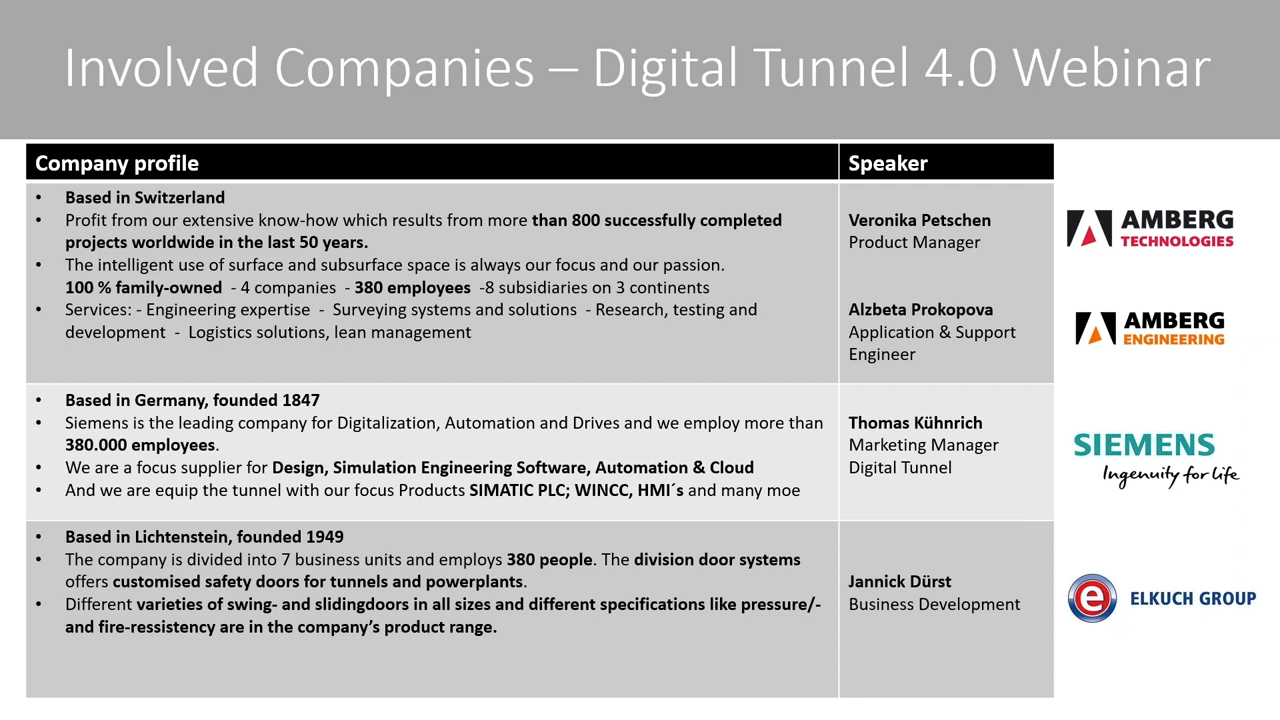 Involved Companies – Digital Tunnel 4.0 Webinar
Company profile
Speaker
• Based in Switzerland
• Profit from our extensive know-how which results from more than 800 successfully completed
projects worldwide in the last 50 years.
• The intelligent use of surface and subsurface space is always our focus and our passion.
100 % family-owned - 4 companies - 380 employees -8 subsidiaries on 3 continents
• Services: - Engineering expertise - Surveying systems and solutions - Research, testing and
development - Logistics solutions, lean management
Veronika Petschen
Product Manager
Alzbeta Prokopova
Application & Support
Engineer
AMBERG
TECHNOLOGIES
AMBERG
ENGINEERING
• Based in Germany, founded 1847
• Siemens is the leading company for Digitalization, Automation and Drives and we employ more than
380.000 employees.
• We are a focus supplier for Design, Simulation Engineering Software, Automation & Cloud
• And we are equip the tunnel with our focus Products SIMATIC PLC; WINCC, HMI´s and many moe
Thomas Kühnrich
Marketing Manager
Digital Tunnel
SIEMENS
Ingenuity for life
• Based in Lichtenstein, founded 1949
• The company is divided into 7 business units and employs 380 people. The division door systems
offers customised safety doors for tunnels and powerplants.
• Different varieties of swing- and slidingdoors in all sizes and different specifications like pressure/-
and fire-ressistency are in the company’s product range.
Jannick Dürst
Business Development
e ELKUCH GROUP